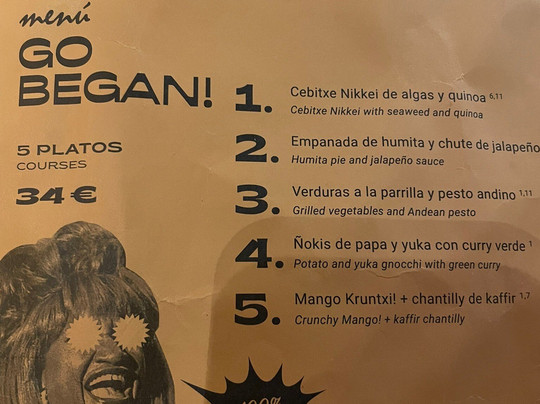 menú
GO
BEGAN!
5 PLATOS
COURSES
34 €
1. Cebitxe Nikkei de algas y quinoa 6,11
Cebitxe Nikkei with seaweed and quinoa
2. Empanada de humita y chute de jalapeño
Humita pie and jalapeño sauce
3. Verduras a la parrilla y pesto andino 1,11
Grilled vegetables and Andean pesto
4. Ñokis de papa y yuka con curry verde 1
Potato and yuka gnocchi with green curry
5. Mango Kruntxi! + chantilly de kaffir 1,7
Crunchy Mango! + kaffir chantilly